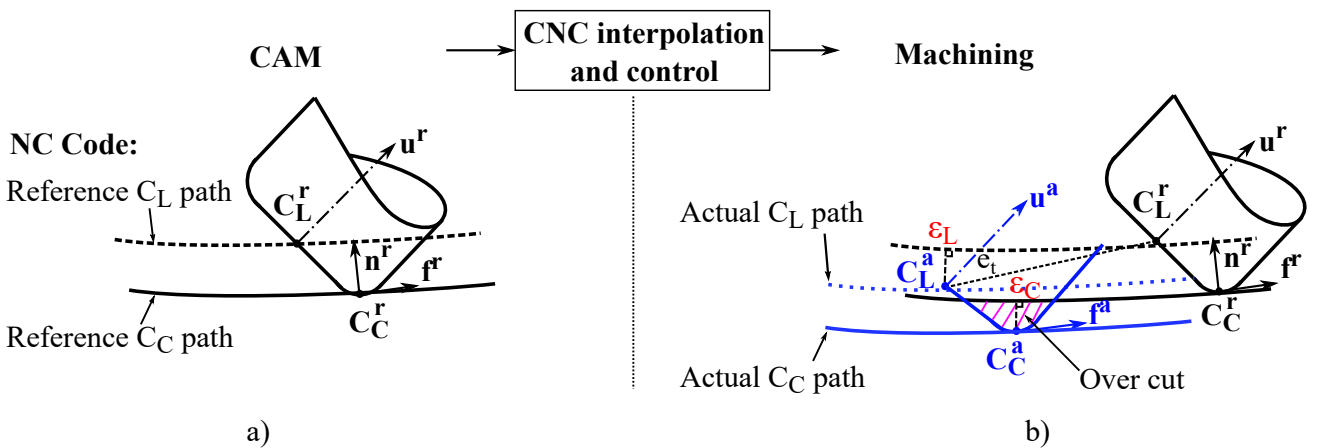 CNC interpolation
and control
CAM
Machining
NC Code:
Reference C_L path
u^r
C_L^r
n^r
f^r
C_C^r
Reference C_C path
Actual C_L path
u^a
ε_L
C_L^a
e_t
ε_C
f^a
C_C^a
Over cut
Actual C_C path
u^r
C_L^r
n^r
f^r
C_C^r
a)
b)